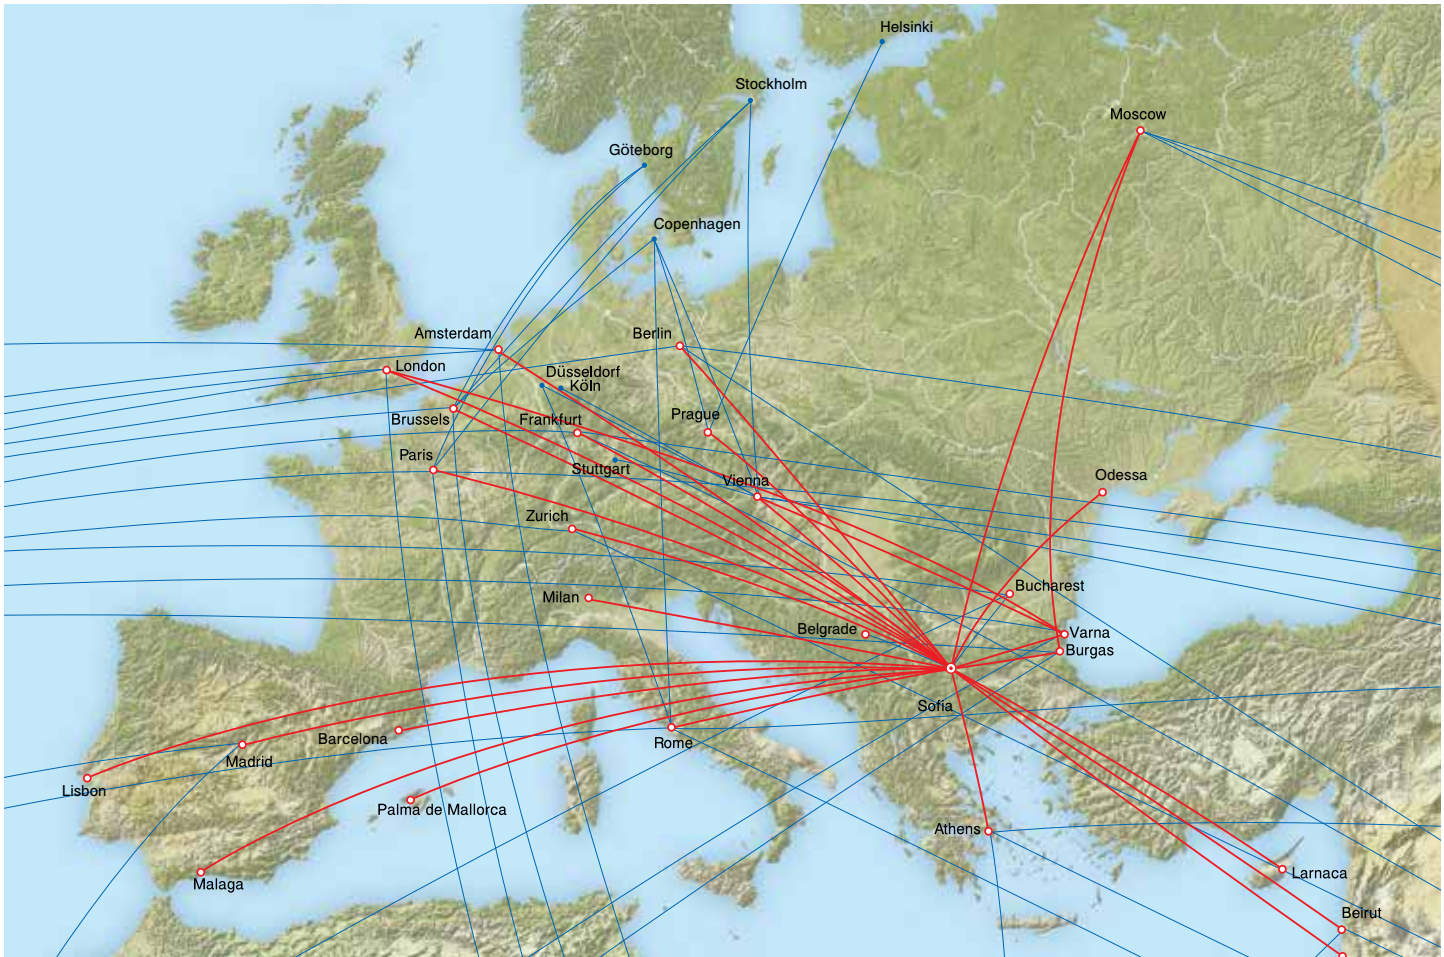 Helsinki
Stockholm
Moscow
Göteborg
Copenhagen
Amsterdam
Berlin
London
Düsseldorf
Köln
Brussels
Frankfurt
Prague
Paris
Stuttgart
Vienna
Odessa
Zurich
Bucharest
Milan
Belgrade
Varna
Burgas
Sofia
Barcelona
Rome
Madrid
Lisbon
Palma de Mallorca
Athens
Larnaca
Malaga
Beirut